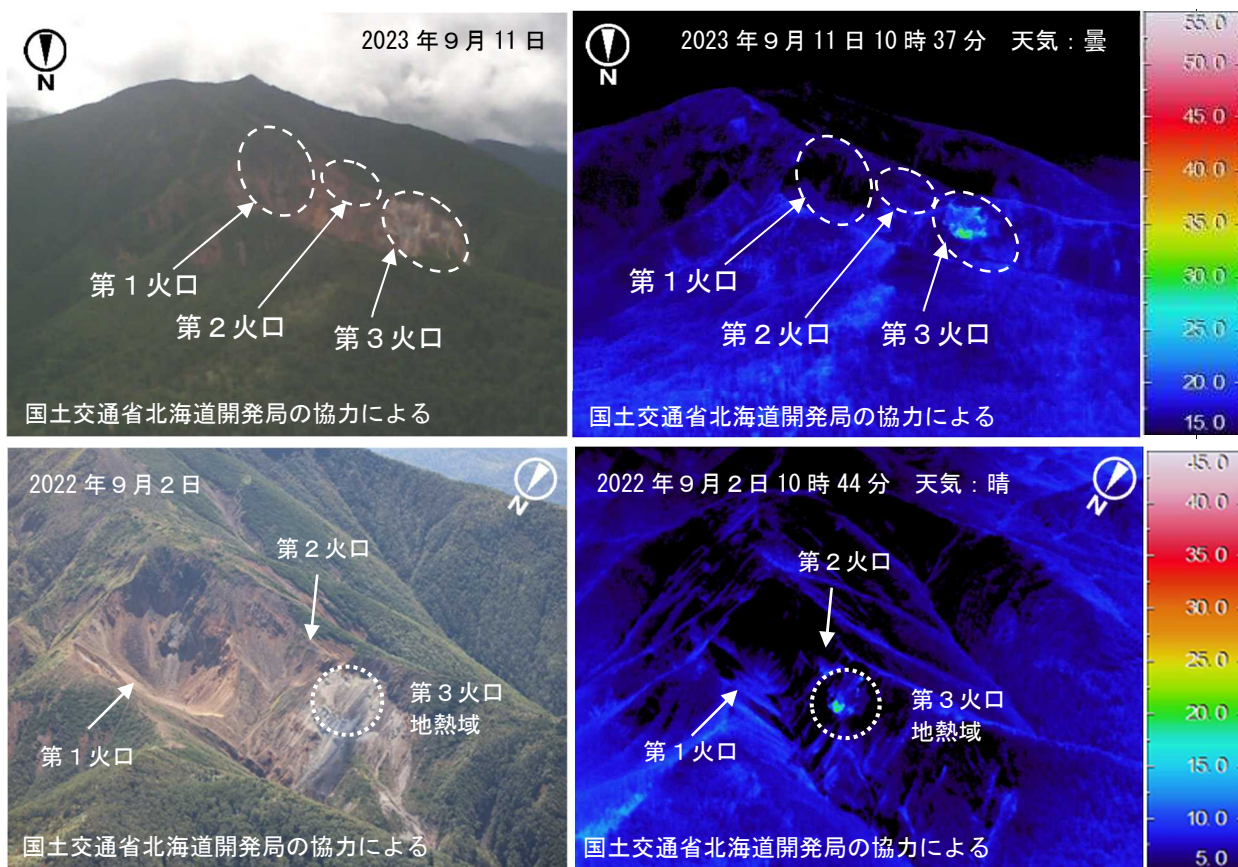 2023年9月11日
N
第1火口
第2火口
第3火口
国土交通省北海道開発局の協力による
2023年9月11日10時37分　天気：曇
N
第1火口
第2火口
第3火口
国土交通省北海道開発局の協力による
55.0
50.0
45.0
40.0
35.0
30.0
25.0
20.0
15.0
2022年9月2日
N
第2火口
第3火口
地熱域
第1火口
国土交通省北海道開発局の協力による
2022年9月2日10時44分　天気：晴
N
第2火口
第3火口
地熱域
第1火口
国土交通省北海道開発局の協力による
45.0
40.0
35.0
30.0
25.0
20.0
15.0
10.0
5.0